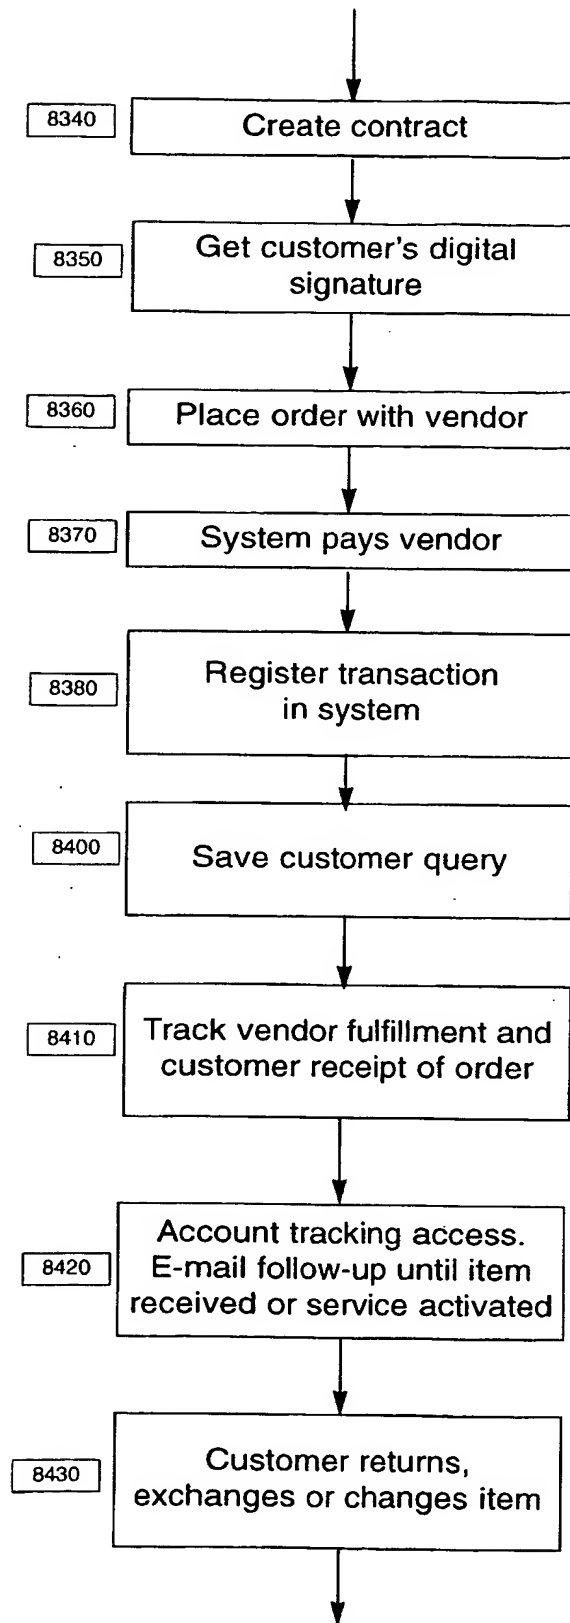 8340
Create contract
8350
Get customer's digital
signature
8360
Place order with vendor
8370
System pays vendor
8380
Register transaction
in system
8400
Save customer query
8410
Track vendor fulfillment and
customer receipt of order
8420
Account tracking access.
E-mail follow-up until item
received or service activated
8430
Customer returns,
exchanges or changes item